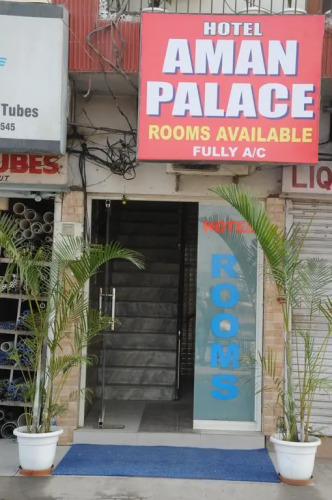 HOTEL
AMAN
PALACE
ROOMS AVAILABLE
FULLY A/C
Tubes
545
UBES
LIQ
HOTEL
ROOMS